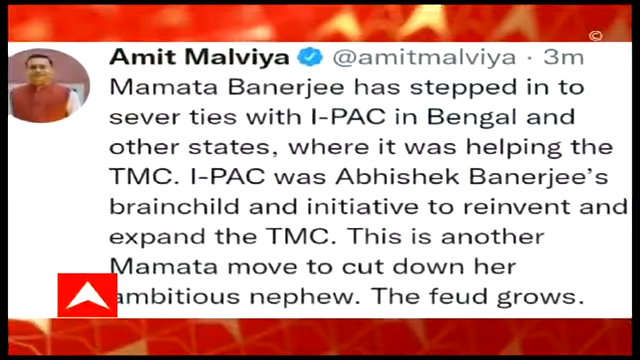 ©
Amit Malviya @amitmalviya · 3m
Mamata Banerjee has stepped in to
sever ties with I-PAC in Bengal and
other states, where it was helping the
TMC. I-PAC was Abhishek Banerjee's
brainchild and initiative to reinvent and
expand the TMC. This is another
Mamata move to cut down her
ambitious nephew. The feud grows.